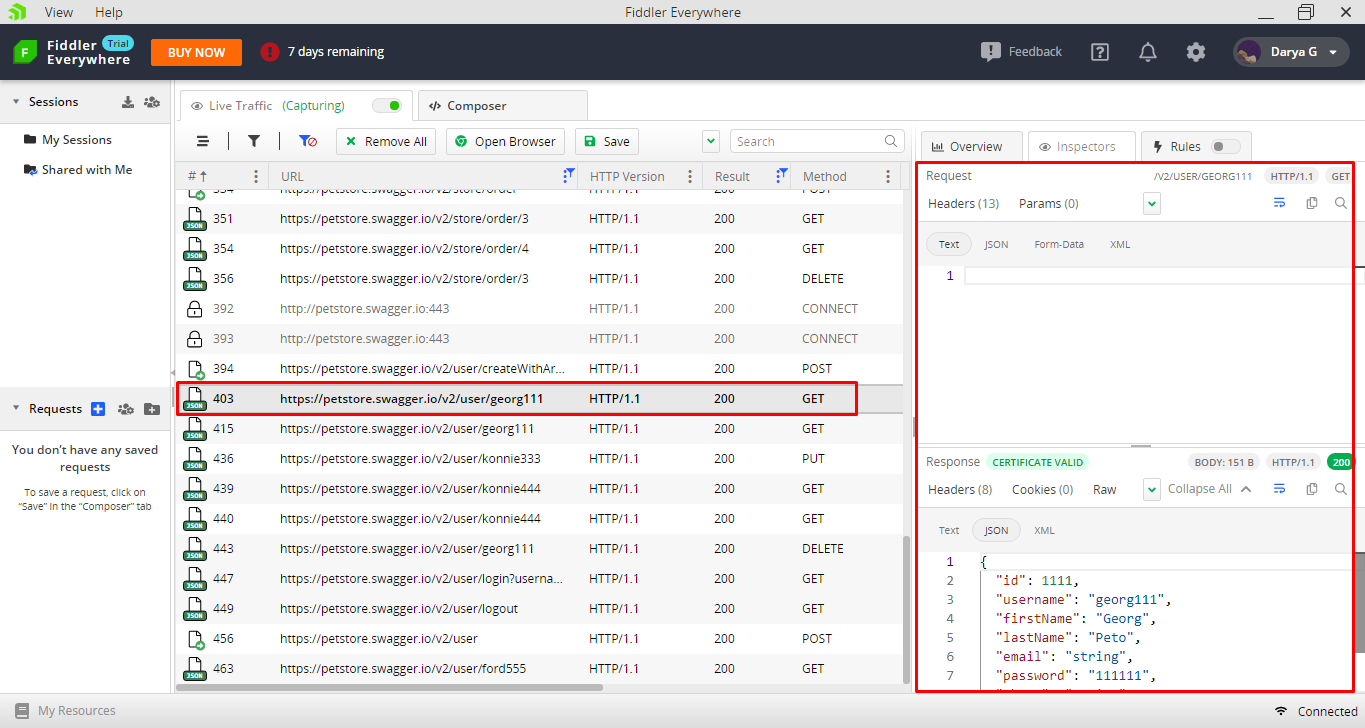 View Help Fiddler Everywhere
Fiddler Trial
Everywhere
BUY NOW
7 days remaining
Feedback
Darya G
Sessions
My Sessions
Shared with Me
Requests
You don't have any saved
requests
To save a request, click on
"Save" in the "Composer" tab
Live Traffic (Capturing)
Composer
Remove All Open Browser Save Search
# URL HTTP Version Result Method
351 https://petstore.swagger.io/v2/store/order/3 HTTP/1.1 200 GET
354 https://petstore.swagger.io/v2/store/order/4 HTTP/1.1 200 GET
356 https://petstore.swagger.io/v2/store/order/3 HTTP/1.1 200 DELETE
392 http://petstore.swagger.io:443 HTTP/1.1 200 CONNECT
393 http://petstore.swagger.io:443 HTTP/1.1 200 CONNECT
394 https://petstore.swagger.io/v2/user/createWithAr... HTTP/1.1 200 POST
403 https://petstore.swagger.io/v2/user/georg111 HTTP/1.1 200 GET
415 https://petstore.swagger.io/v2/user/georg111 HTTP/1.1 200 GET
436 https://petstore.swagger.io/v2/user/konnie333 HTTP/1.1 200 PUT
439 https://petstore.swagger.io/v2/user/konnie444 HTTP/1.1 200 GET
440 https://petstore.swagger.io/v2/user/konnie444 HTTP/1.1 200 GET
443 https://petstore.swagger.io/v2/user/georg111 HTTP/1.1 200 DELETE
447 https://petstore.swagger.io/v2/user/login?userna... HTTP/1.1 200 GET
449 https://petstore.swagger.io/v2/user/logout HTTP/1.1 200 GET
456 https://petstore.swagger.io/v2/user HTTP/1.1 200 POST
463 https://petstore.swagger.io/v2/user/ford555 HTTP/1.1 200 GET
Overview Inspectors Rules
Request /V2/USER/GEORG111 HTTP/1.1 GET
Headers (13) Params (0)
Text JSON Form-Data XML
1
Response CERTIFICATE VALID BODY: 151 B HTTP/1.1 200
Headers (8) Cookies (0) Raw Collapse All
Text JSON XML
1 {
2 "id": 1111,
3 "username": "georg111",
4 "firstName": "Georg",
5 "lastName": "Peto",
6 "email": "string",
7 "password": "111111",
My Resources
Connected